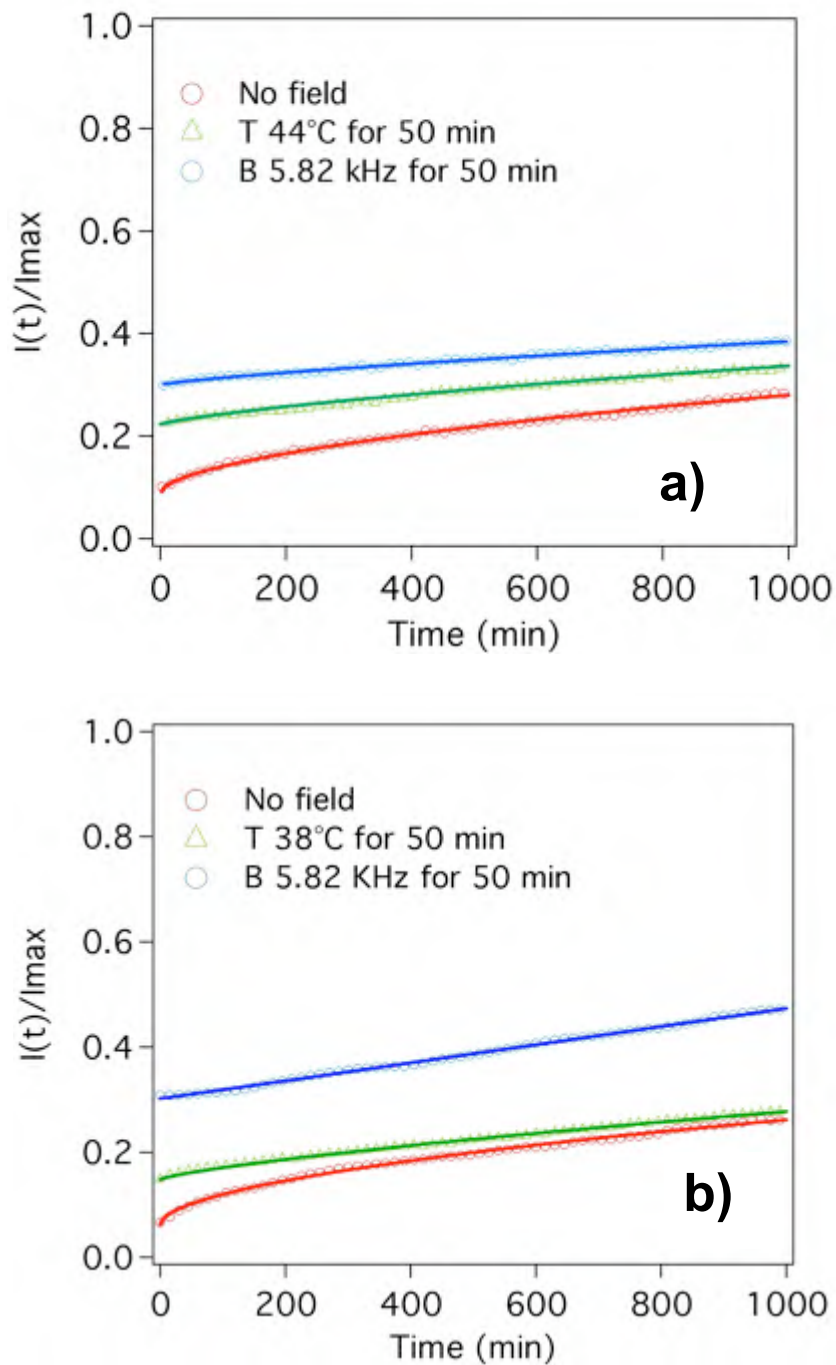 1.0
0.8
0.6
0.4
0.2
0.0
I(t)/Imax
No field
T 44°C for 50 min
B 5.82 kHz for 50 min
a)
0 200 400 600 800 1000
Time (min)
1.0
0.8
0.6
0.4
0.2
0.0
I(t)/Imax
No field
T 38°C for 50 min
B 5.82 KHz for 50 min
b)
0 200 400 600 800 1000
Time (min)